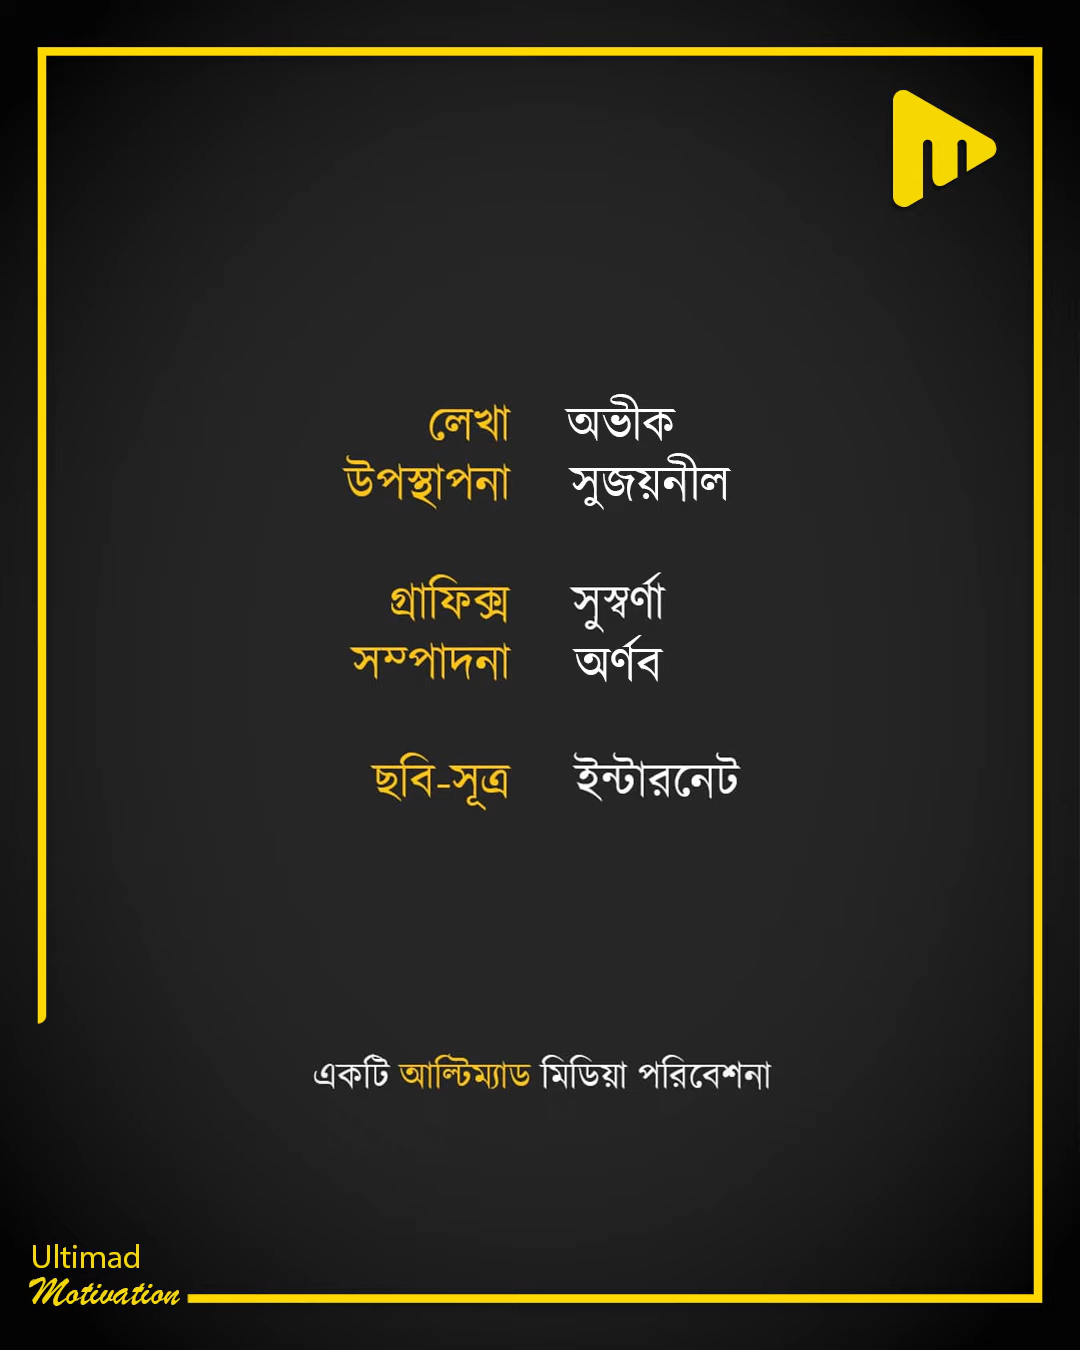 লেখা অভীক
উপস্থাপনা সুজয়নীল
গ্রাফিক্স সুস্বর্ণা
সম্পাদনা অর্ণব
ছবি-সূত্র ইন্টারনেট
একটি আল্টিম্যাড মিডিয়া পরিবেশনা
Ultimad
Motivation